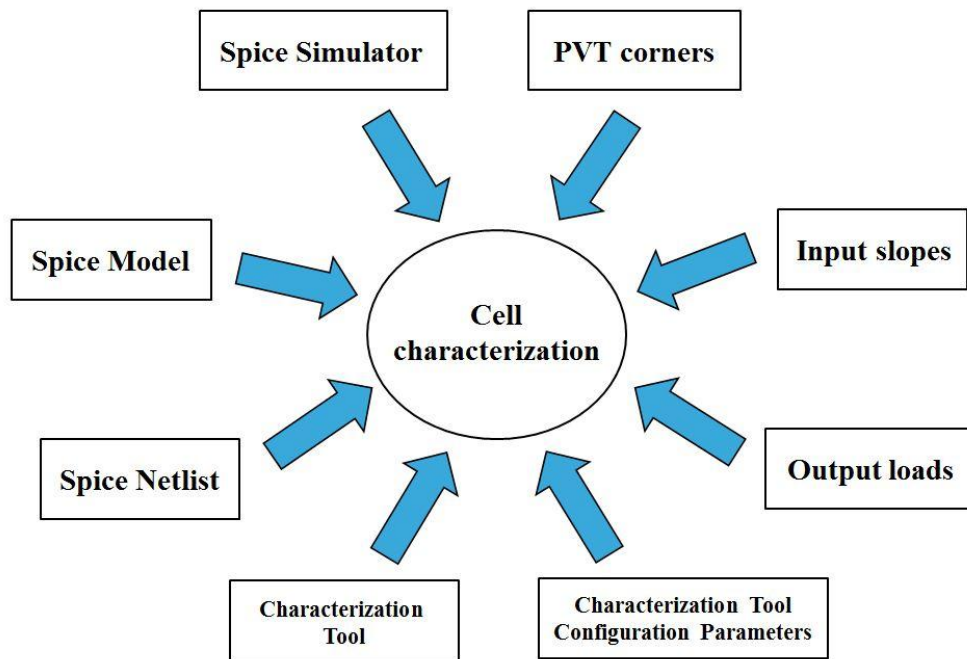 Spice Simulator
PVT corners
Spice Model
Input slopes
Cell
characterization
Spice Netlist
Output loads
Characterization
Tool
Characterization Tool
Configuration Parameters